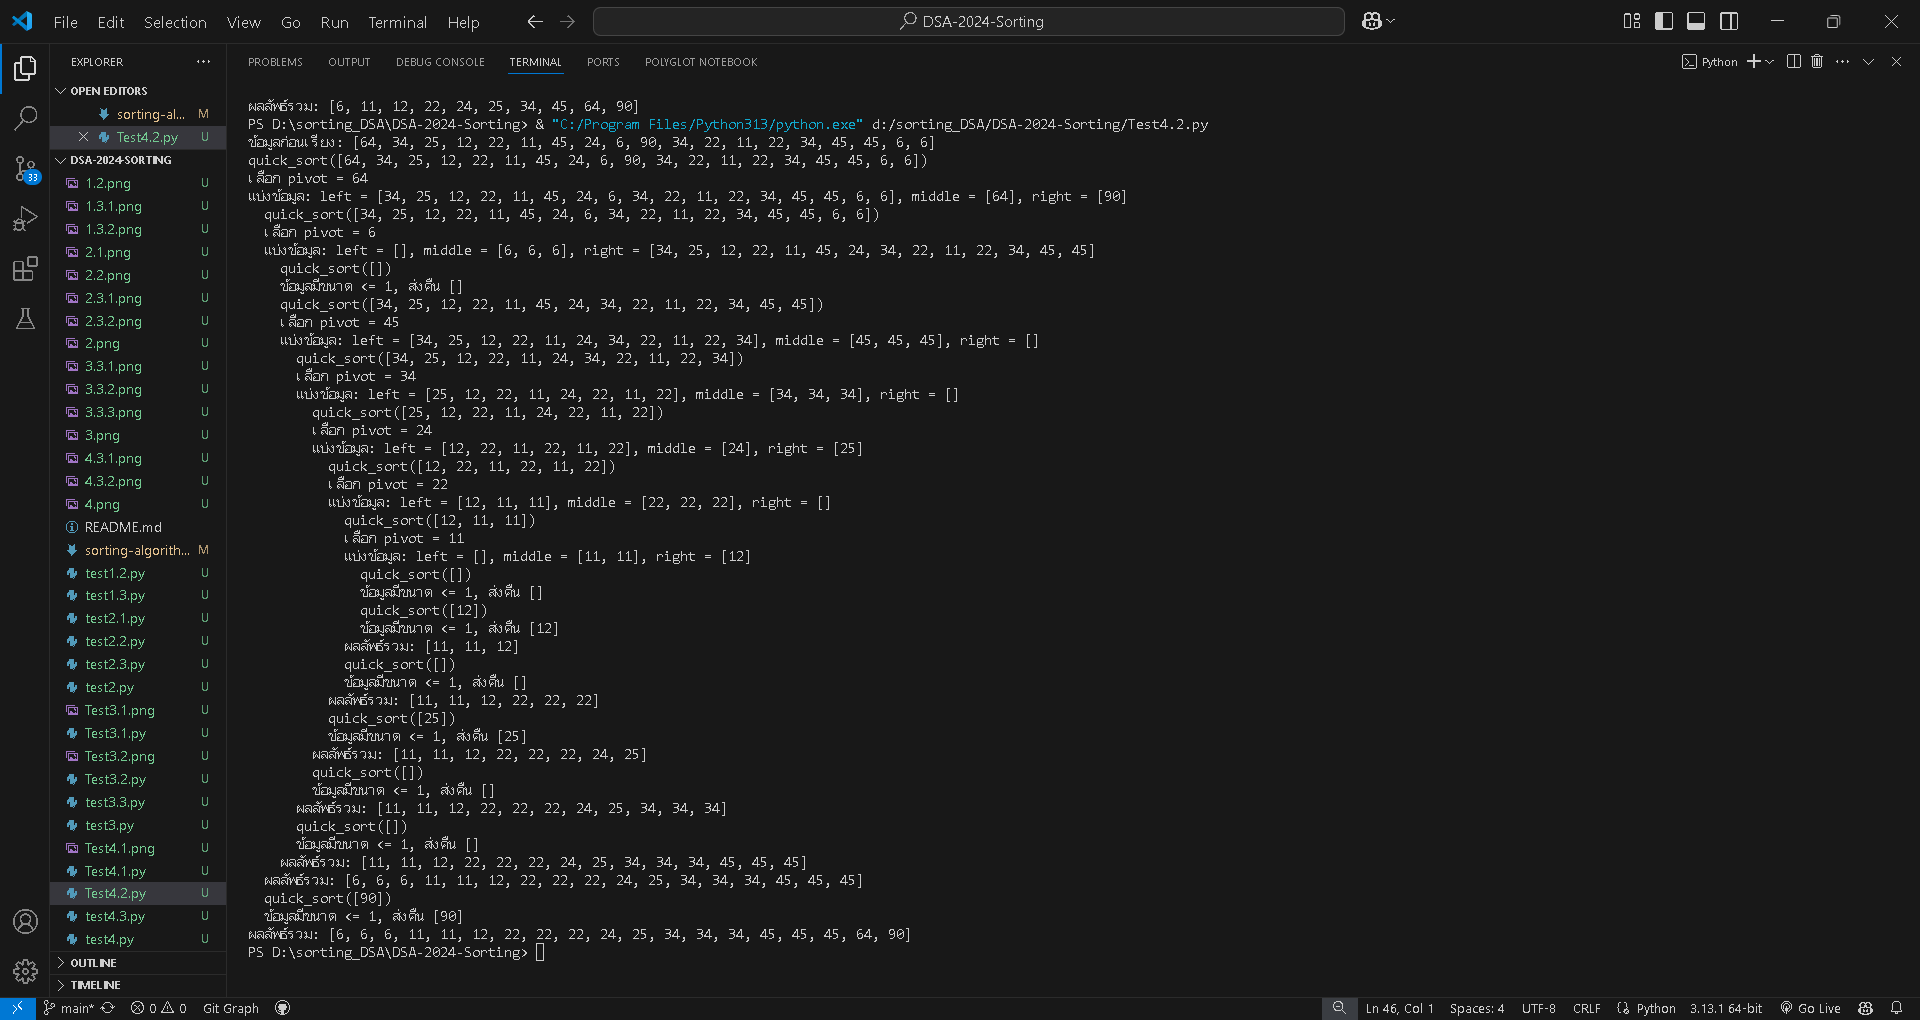 File Edit Selection View Go Run Terminal Help
DSA-2024-Sorting
EXPLORER
OPEN EDITORS
sorting-al... M
Test4.2.py U
DSA-2024-SORTING
1.2.png U
1.3.1.png U
1.3.2.png U
2.1.png U
2.2.png U
2.3.1.png U
2.3.2.png U
2.png U
3.3.1.png U
3.3.2.png U
3.3.3.png U
3.png U
4.3.1.png U
4.3.2.png U
4.png U
README.md
sorting-algorith... M
test1.2.py U
test1.3.py U
test2.1.py U
test2.2.py U
test2.3.py U
test2.py U
Test3.1.png U
Test3.1.py U
Test3.2.png U
Test3.2.py U
test3.3.py U
test3.py U
Test4.1.png U
Test4.1.py U
Test4.2.py U
test4.3.py U
test4.py U
OUTLINE
TIMELINE
33
PROBLEMS OUTPUT DEBUG CONSOLE TERMINAL PORTS POLYGLOT NOTEBOOK
Python
ผลลัพธ์รวม: [6, 11, 12, 22, 24, 25, 34, 45, 64, 90]
PS D:\sorting_DSA\DSA-2024-Sorting> & "C:/Program Files/Python313/python.exe" d:/sorting_DSA/DSA-2024-Sorting/Test4.2.py
ข้อมูลก่อนเรียง: [64, 34, 25, 12, 22, 11, 45, 24, 6, 90, 34, 22, 11, 22, 34, 45, 45, 6, 6]
quick_sort([64, 34, 25, 12, 22, 11, 45, 24, 6, 90, 34, 22, 11, 22, 34, 45, 45, 6, 6])
เลือก pivot = 64
แบ่งข้อมูล: left = [34, 25, 12, 22, 11, 45, 24, 6, 34, 22, 11, 22, 34, 45, 45, 6, 6], middle = [64], right = [90]
quick_sort([34, 25, 12, 22, 11, 45, 24, 6, 34, 22, 11, 22, 34, 45, 45, 6, 6])
เลือก pivot = 6
แบ่งข้อมูล: left = [], middle = [6, 6, 6], right = [34, 25, 12, 22, 11, 45, 24, 34, 22, 11, 22, 34, 45, 45]
quick_sort([])
ข้อมูลมีขนาด <= 1, ส่งคืน []
quick_sort([34, 25, 12, 22, 11, 45, 24, 34, 22, 11, 22, 34, 45, 45])
เลือก pivot = 45
แบ่งข้อมูล: left = [34, 25, 12, 22, 11, 24, 34, 22, 11, 22, 34], middle = [45, 45, 45], right = []
quick_sort([34, 25, 12, 22, 11, 24, 34, 22, 11, 22, 34])
เลือก pivot = 34
แบ่งข้อมูล: left = [25, 12, 22, 11, 24, 22, 11, 22], middle = [34, 34, 34], right = []
quick_sort([25, 12, 22, 11, 24, 22, 11, 22])
เลือก pivot = 24
แบ่งข้อมูล: left = [12, 22, 11, 22, 11, 22], middle = [24], right = [25]
quick_sort([12, 22, 11, 22, 11, 22])
เลือก pivot = 22
แบ่งข้อมูล: left = [12, 11, 11], middle = [22, 22, 22], right = []
quick_sort([12, 11, 11])
เลือก pivot = 11
แบ่งข้อมูล: left = [], middle = [11, 11], right = [12]
quick_sort([])
ข้อมูลมีขนาด <= 1, ส่งคืน []
quick_sort([12])
ข้อมูลมีขนาด <= 1, ส่งคืน [12]
ผลลัพธ์รวม: [11, 11, 12]
quick_sort([])
ข้อมูลมีขนาด <= 1, ส่งคืน []
ผลลัพธ์รวม: [11, 11, 12, 22, 22, 22]
quick_sort([25])
ข้อมูลมีขนาด <= 1, ส่งคืน [25]
ผลลัพธ์รวม: [11, 11, 12, 22, 22, 22, 24, 25]
quick_sort([])
ข้อมูลมีขนาด <= 1, ส่งคืน []
ผลลัพธ์รวม: [11, 11, 12, 22, 22, 22, 24, 25, 34, 34, 34]
quick_sort([])
ข้อมูลมีขนาด <= 1, ส่งคืน []
ผลลัพธ์รวม: [11, 11, 12, 22, 22, 22, 24, 25, 34, 34, 34, 45, 45, 45]
ผลลัพธ์รวม: [6, 6, 6, 11, 11, 12, 22, 22, 22, 24, 25, 34, 34, 34, 45, 45, 45]
quick_sort([90])
ข้อมูลมีขนาด <= 1, ส่งคืน [90]
ผลลัพธ์รวม: [6, 6, 6, 11, 11, 12, 22, 22, 22, 24, 25, 34, 34, 34, 45, 45, 45, 64, 90]
PS D:\sorting_DSA\DSA-2024-Sorting>
main* 0 0 Git Graph
Ln 46, Col 1 Spaces: 4 UTF-8 CRLF Python 3.13.1 64-bit Go Live